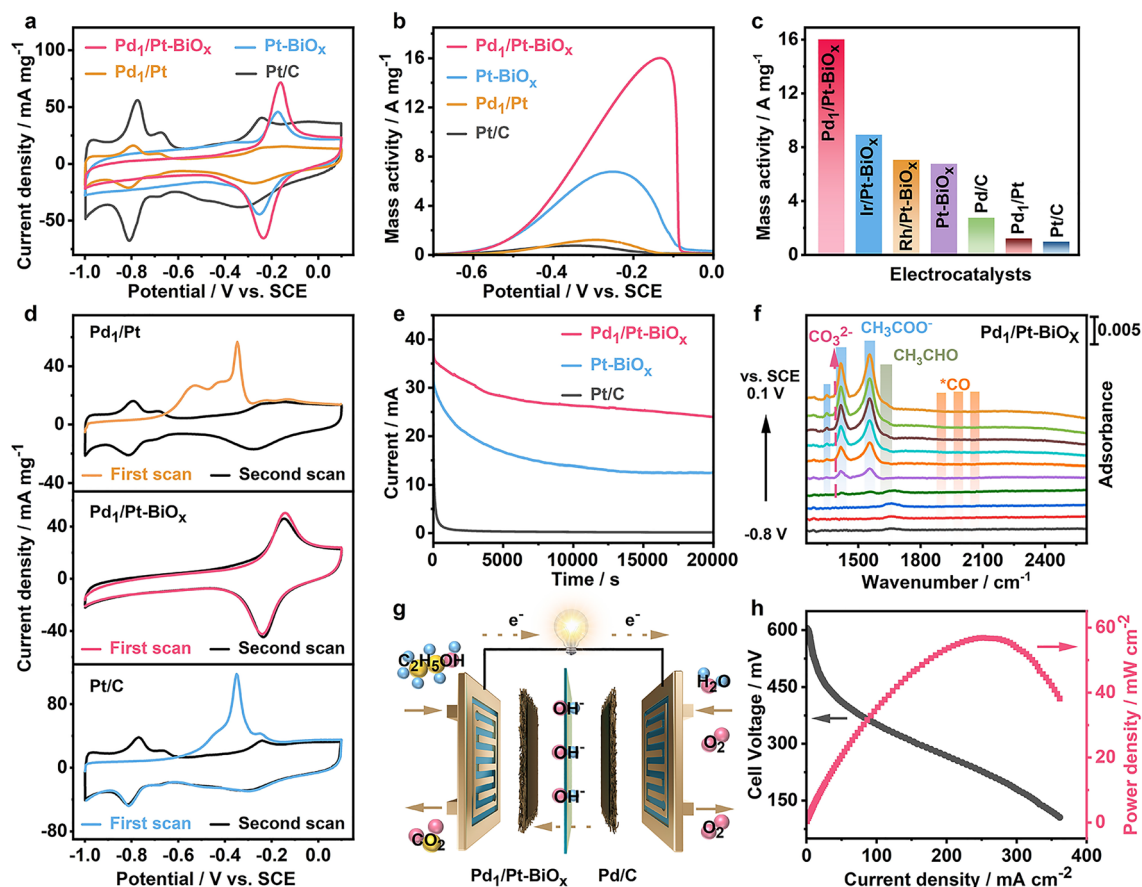 a
Pd₁/Pt-BiOₓ
Pt-BiOₓ
Pd₁/Pt
Pt/C
Current density / mA mg⁻¹
100
50
0
-50
-1.0 -0.8 -0.6 -0.4 -0.2 0.0
Potential / V vs. SCE
b
Pd₁/Pt-BiOₓ
Pt-BiOₓ
Pd₁/Pt
Pt/C
Mass activity / A mg⁻¹
16
12
8
4
0
-0.6 -0.4 -0.2 0.0
Potential / V vs. SCE
c
Mass activity / A mg⁻¹
16
12
8
4
0
Pd₁/Pt-BiOₓ
Ir/Pt-BiOₓ
Rh/Pt-BiOₓ
Pt-BiOₓ
Pd/C
Pd₁/Pt
Pt/C
Electrocatalysts
d
Current density / mA mg⁻¹
Pd₁/Pt
40
0
-40
First scan Second scan
Pd₁/Pt-BiOₓ
40
0
-40
First scan Second scan
Pt/C
80
0
-80
First scan Second scan
-1.0 -0.8 -0.6 -0.4 -0.2 0.0
Potential / V vs. SCE
e
Pd₁/Pt-BiOₓ
Pt-BiOₓ
Pt/C
Current / mA
45
30
15
0
0 5000 10000 15000 20000
Time / s
f
CO₃²⁻
CH₃COO⁻
CH₃CHO
*CO
Pd₁/Pt-BiOₓ
0.005
vs. SCE
0.1 V
-0.8 V
Adsorbance
1400 1750 2100 2450
Wavenumber / cm⁻¹
g
e⁻
e⁻
C₂H₅OH
H₂O
OH⁻
OH⁻
OH⁻
O₂
CO₂
O₂
Pd₁/Pt-BiOₓ
Pd/C
h
Cell Voltage / mV
600
450
300
150
0 100 200 300 400
Current density / mA cm⁻²
60
40
20
0
Power density / mW cm⁻²